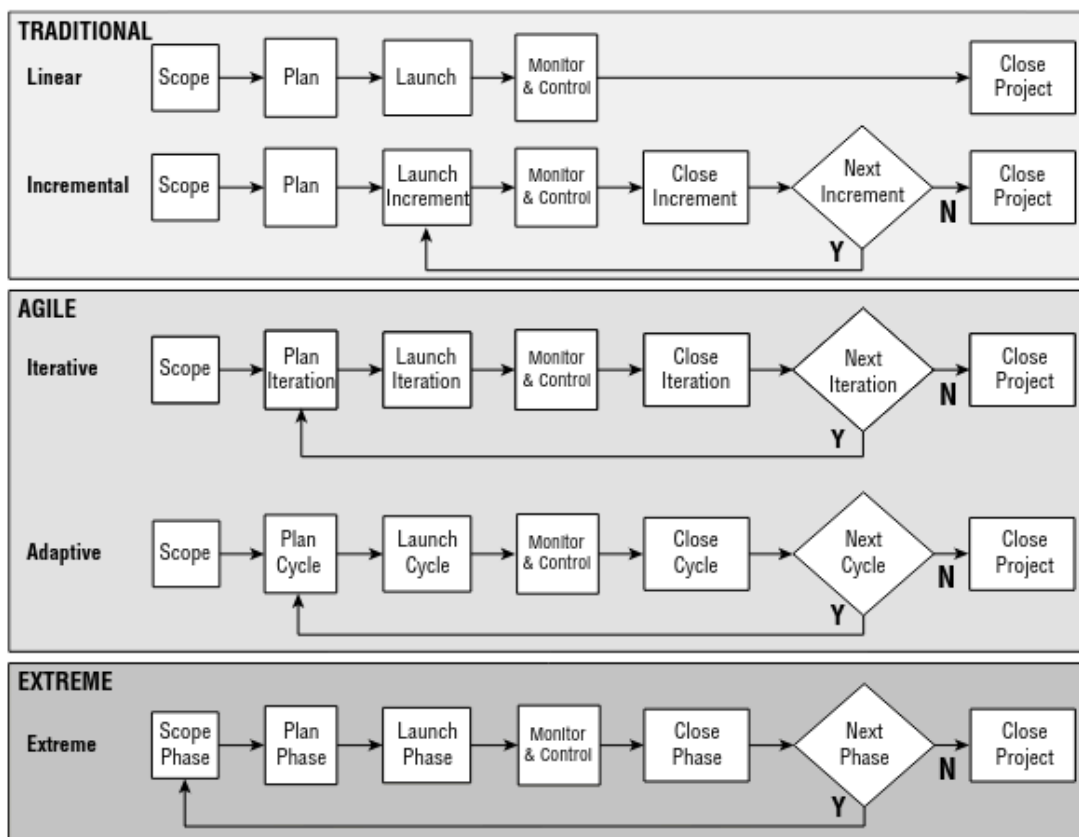 TRADITIONAL
Linear
Scope
Plan
Launch
Monitor
& Control
Close
Project
Incremental
Scope
Plan
Launch
Increment
Monitor
& Control
Close
Increment
Next
Increment
N
Close
Project
Y
AGILE
Iterative
Scope
Plan
Iteration
Launch
Iteration
Monitor
& Control
Close
Iteration
Next
Iteration
N
Close
Project
Y
Adaptive
Scope
Plan
Cycle
Launch
Cycle
Monitor
& Control
Close
Cycle
Next
Cycle
N
Close
Project
Y
EXTREME
Extreme
Scope
Phase
Plan
Phase
Launch
Phase
Monitor
& Control
Close
Phase
Next
Phase
N
Close
Project
Y